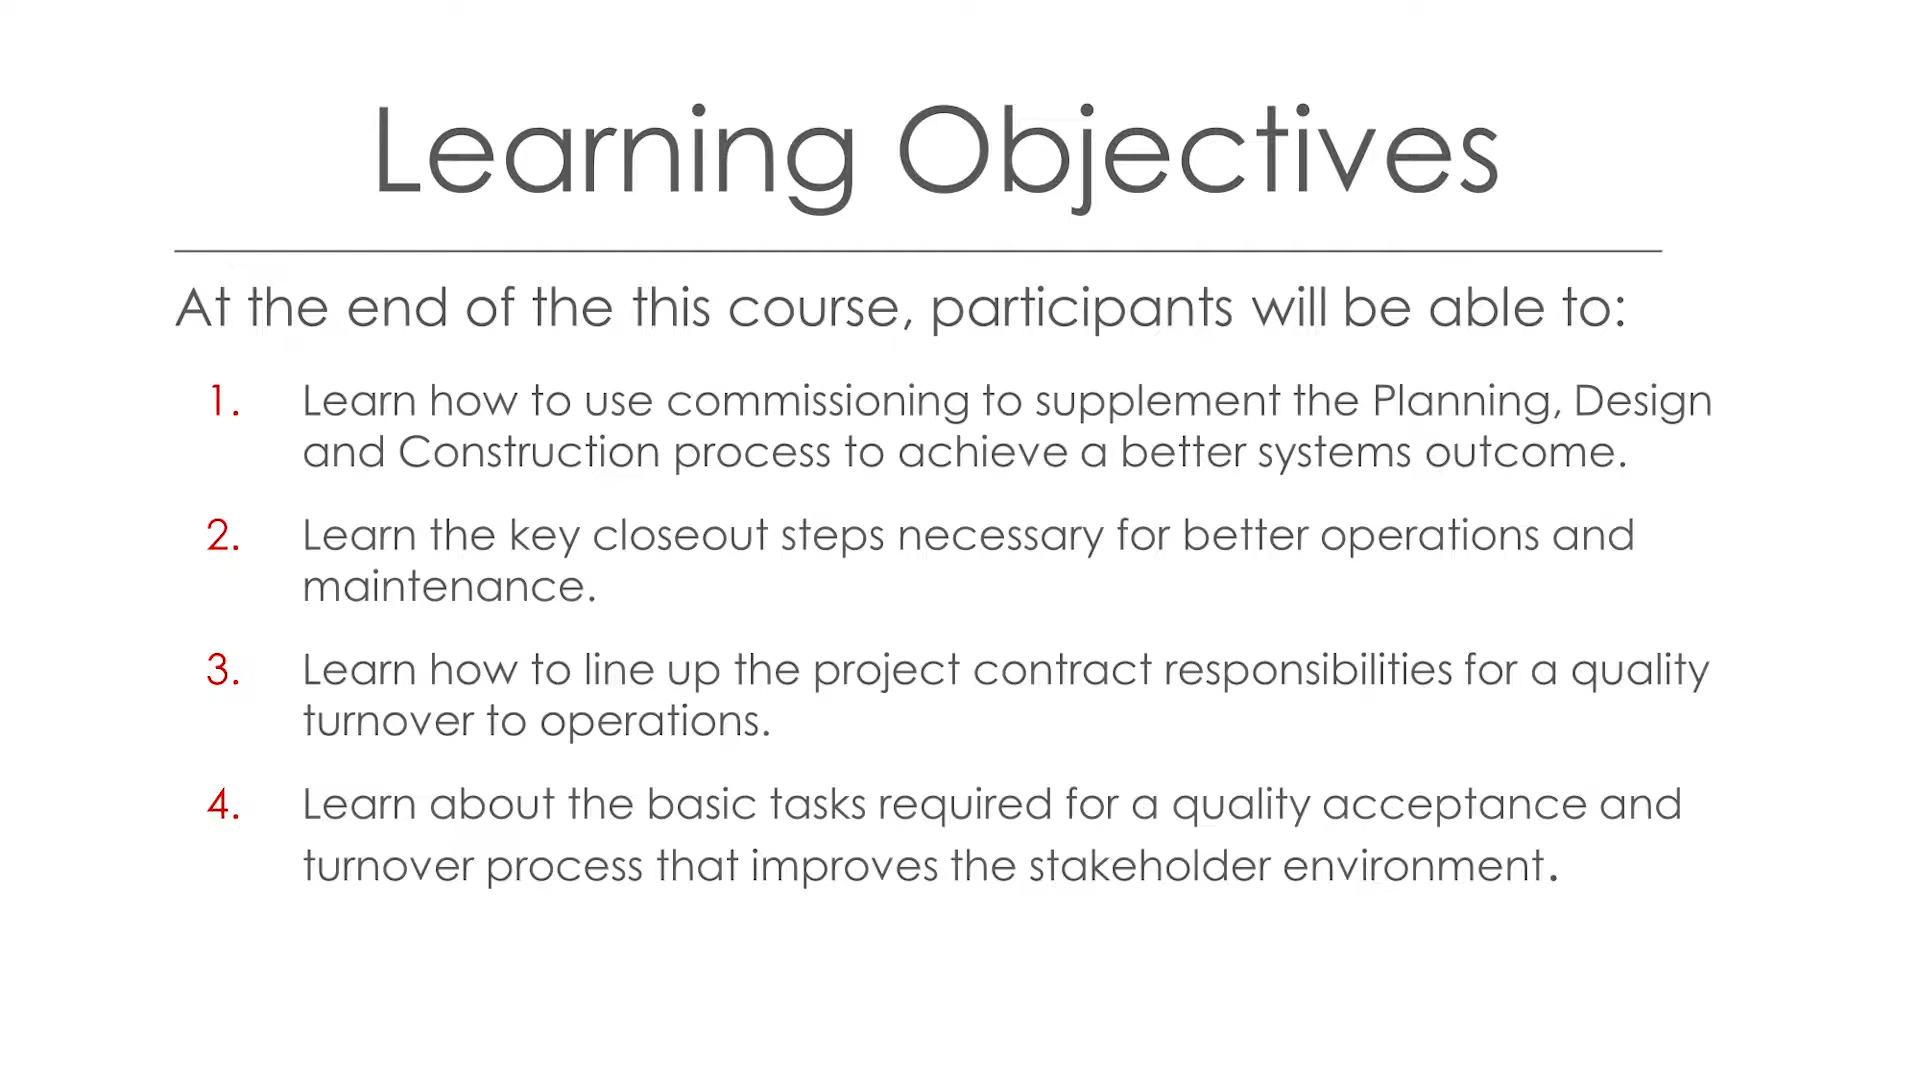 Learning Objectives
At the end of the this course, participants will be able to:
1. Learn how to use commissioning to supplement the Planning, Design
and Construction process to achieve a better systems outcome.
2. Learn the key closeout steps necessary for better operations and
maintenance.
3. Learn how to line up the project contract responsibilities for a quality
turnover to operations.
4. Learn about the basic tasks required for a quality acceptance and
turnover process that improves the stakeholder environment.